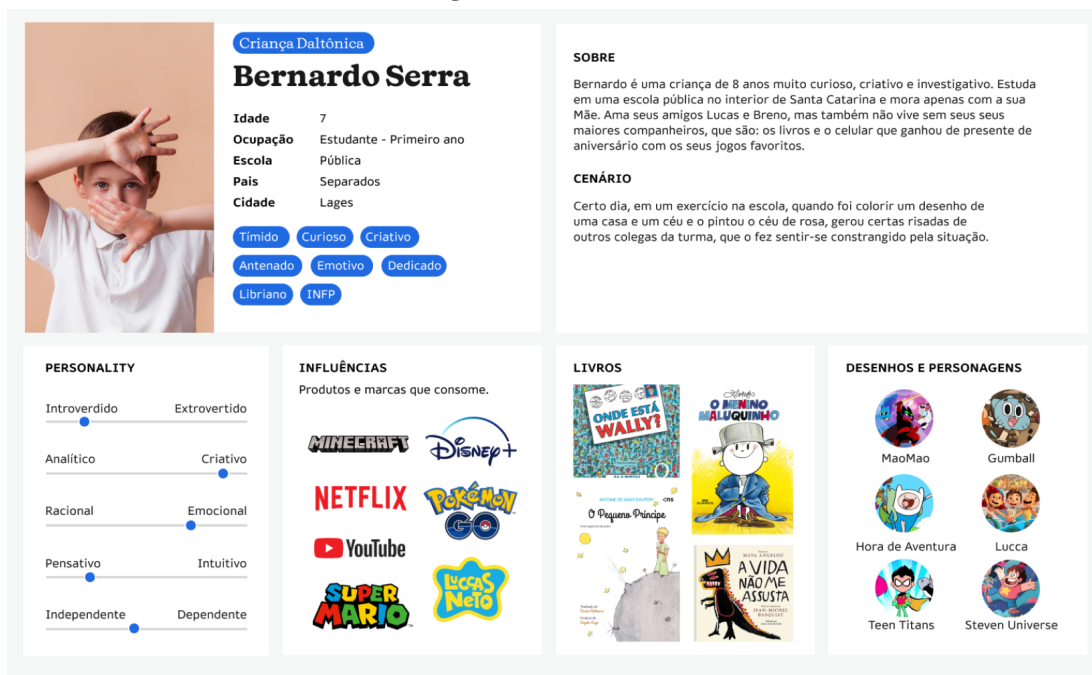 Criança Daltônica
Bernardo Serra
Idade 7
Ocupação Estudante - Primeiro ano
Escola Pública
Pais Separados
Cidade Lages
Tímido Curioso Criativo
Antenado Emotivo Dedicado
Libriano INFP
SOBRE
Bernardo é uma criança de 8 anos muito curioso, criativo e investigativo. Estuda
em uma escola pública no interior de Santa Catarina e mora apenas com a sua
Mãe. Ama seus amigos Lucas e Breno, mas também não vive sem seus seus
maiores companheiros, que são: os livros e o celular que ganhou de presente de
aniversário com os seus jogos favoritos.
CENÁRIO
Certo dia, em um exercício na escola, quando foi colorir um desenho de
uma casa e um céu e o pintou o céu de rosa, gerou certas risadas de
outros colegas da turma, que o fez sentir-se constrangido pela situação.
PERSONALITY
Introverdido Extrovertido
Analítico Criativo
Racional Emocional
Pensativo Intuitivo
Independente Dependente
INFLUÊNCIAS
Produtos e marcas que consome.
MINECRAFT
Disney+
NETFLIX
POKÉMON
GO
YouTube
SUPER
MARIO
LUCCAS
NETO
LIVROS
ONDE ESTÁ
WALLY?
O MENINO
MALUQUINHO
O Pequeno Príncipe
MAYA ANGELOU
A VIDA
NÃO ME
ASSUSTA
JEAN-MICHEL
BASQUIAT
DESENHOS E PERSONAGENS
MaoMao
Gumball
Hora de Aventura
Lucca
Teen Titans
Steven Universe